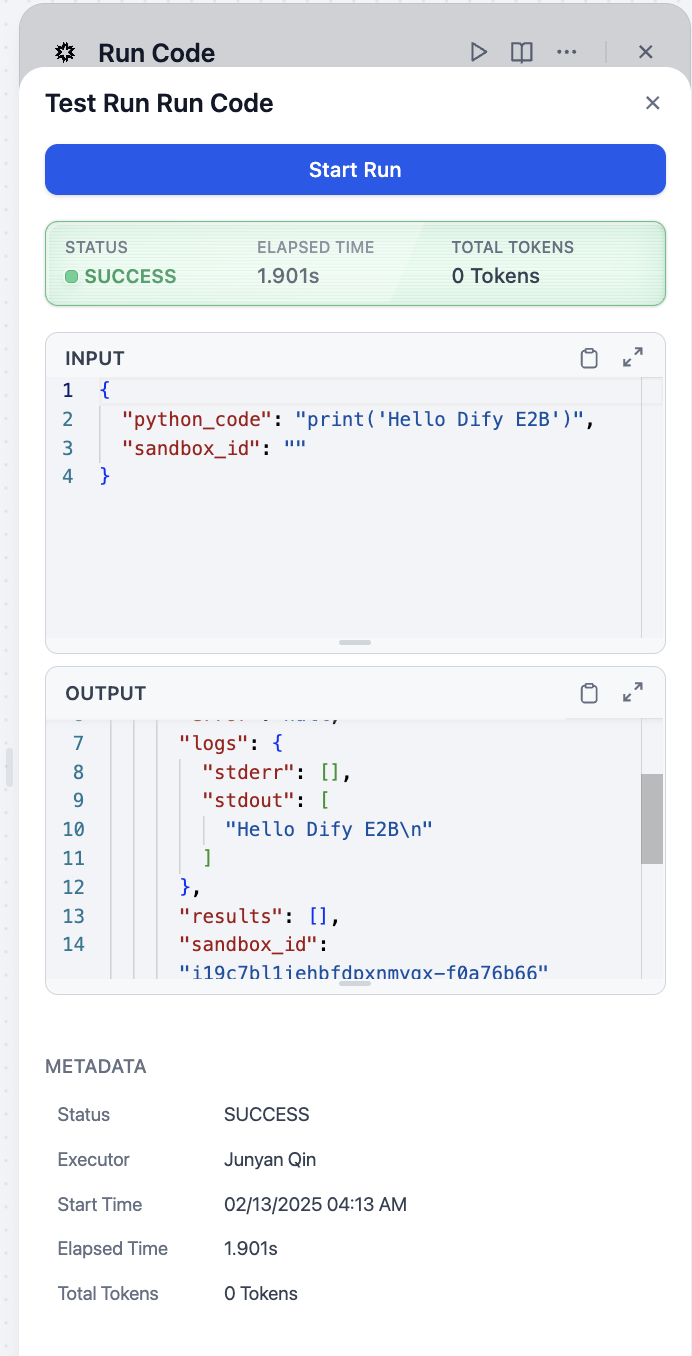 Run Code
Test Run Run Code
Start Run
STATUS ELAPSED TIME TOTAL TOKENS
SUCCESS 1.901s 0 Tokens
INPUT
1 {
2 "python_code": "print('Hello Dify E2B')",
3 "sandbox_id": ""
4 }
OUTPUT
7 "logs": {
8 "stderr": [],
9 "stdout": [
10 "Hello Dify E2B\n"
11 ]
12 },
13 "results": [],
14 "sandbox_id":
METADATA
Status SUCCESS
Executor Junyan Qin
Start Time 02/13/2025 04:13 AM
Elapsed Time 1.901s
Total Tokens 0 Tokens